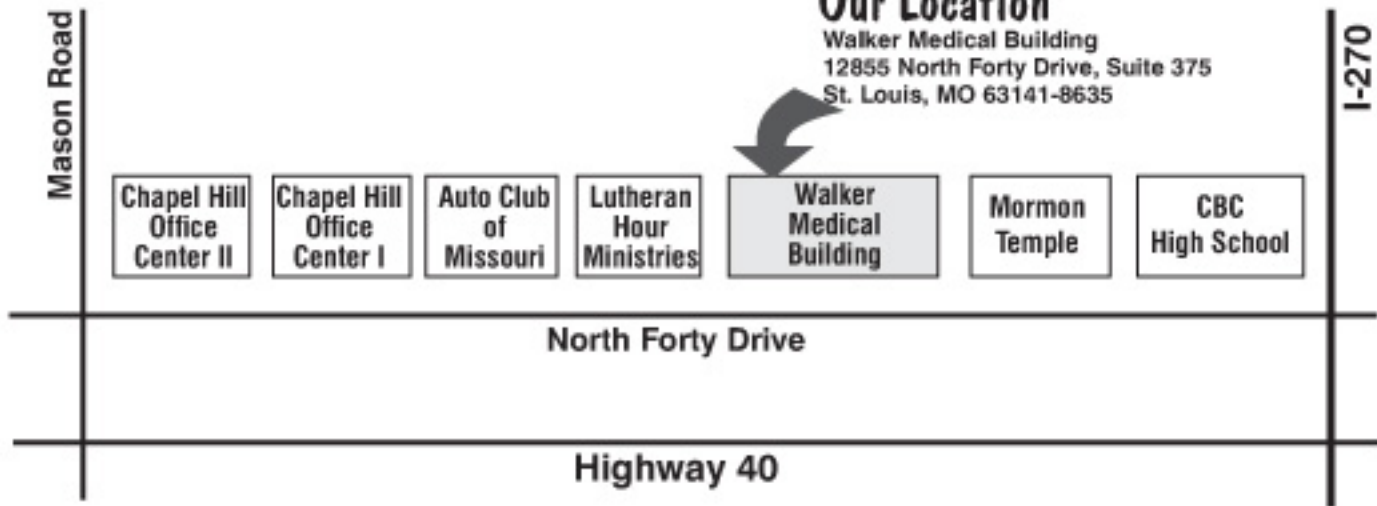 Our Location
Walker Medical Building
12855 North Forty Drive, Suite 375
St. Louis, MO 63141-8635
Mason Road
I-270
Chapel Hill
Office
Center II
Chapel Hill
Office
Center I
Auto Club
of
Missouri
Lutheran
Hour
Ministries
Walker
Medical
Building
Mormon
Temple
CBC
High School
North Forty Drive
Highway 40